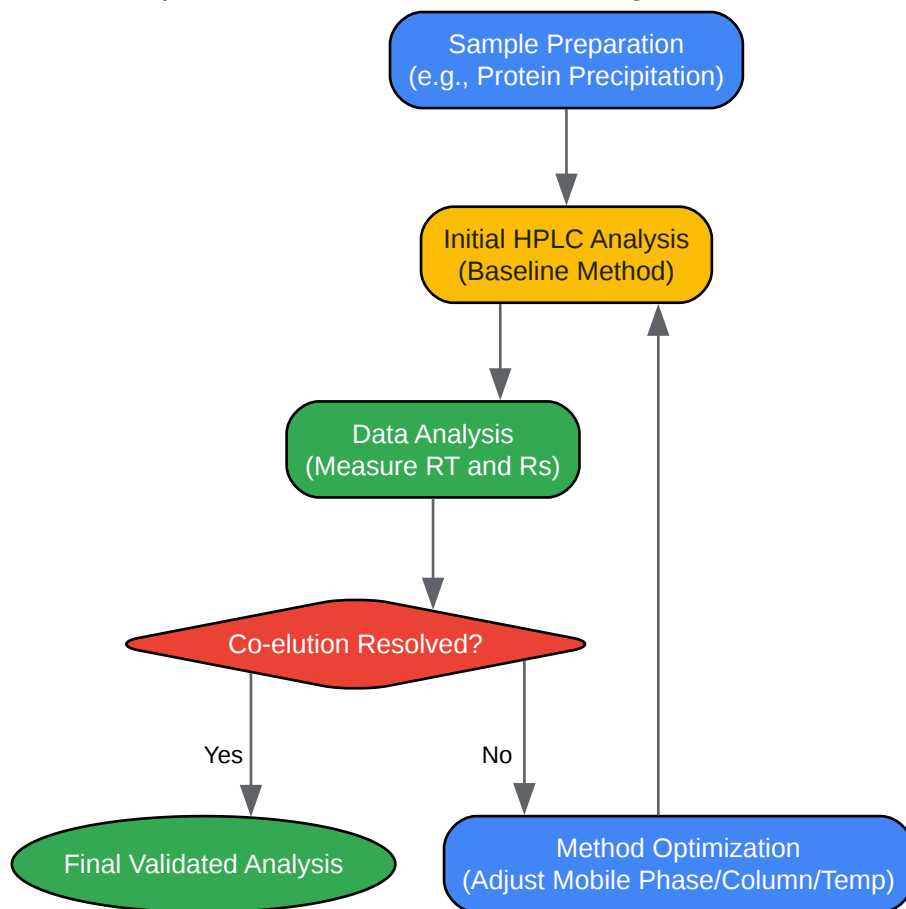 Sample Preparation
(e.g., Protein Precipitation)
Initial HPLC Analysis
(Baseline Method)
Data Analysis
(Measure RT and Rs)
Co-elution Resolved?
Yes
No
Final Validated Analysis
Method Optimization
(Adjust Mobile Phase/Column/Temp)